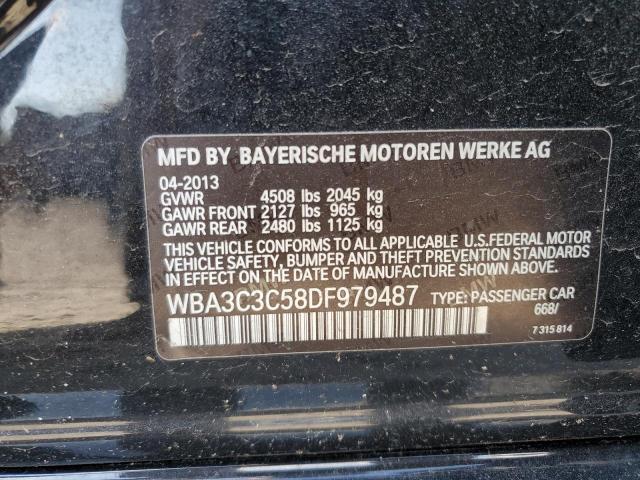 MFD BY BAYERISCHE MOTOREN WERKE AG
04-2013
GVWR 4508 lbs 2045 kg
GAWR FRONT 2127 lbs 965 kg
GAWR REAR 2480 lbs 1125 kg
THIS VEHICLE CONFORMS TO ALL APPLICABLE U.S.FEDERAL MOTOR
VEHICLE SAFETY, BUMPER, AND THEFT PREVENTION STANDARDS
IN EFFECT ON THE DATE OF MANUFACTURE SHOWN ABOVE.
WBA3C3C58DF979487 TYPE: PASSENGER CAR
668/
7 315 814